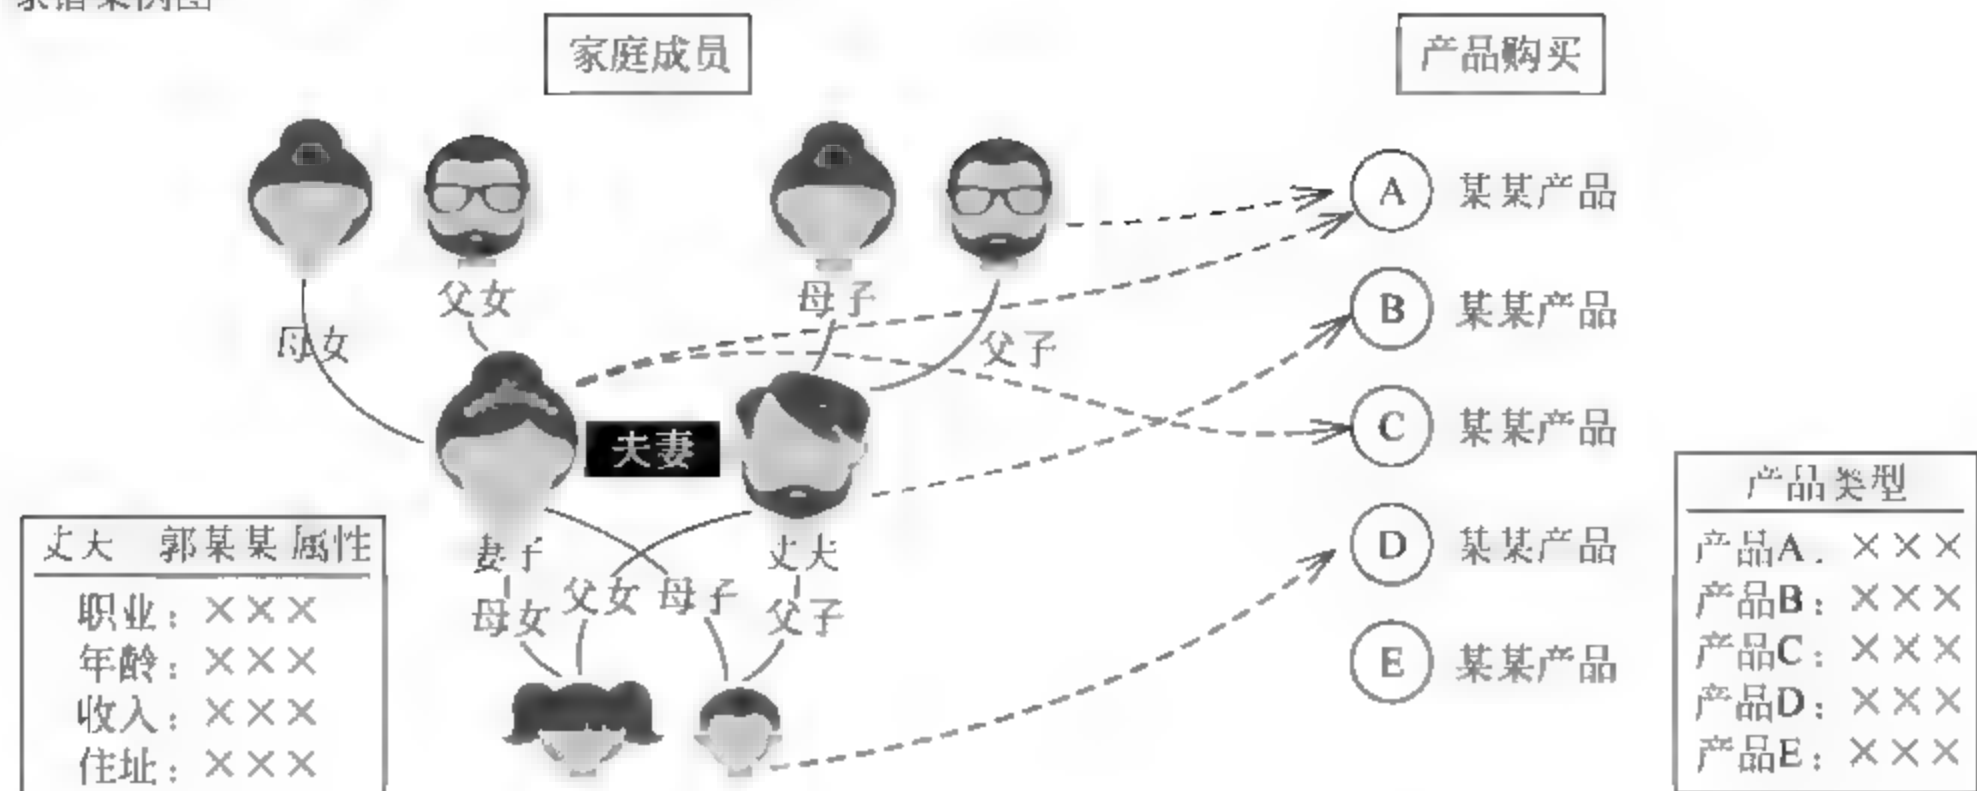 家庭成员
产品购买
A 某某产品
B 某某产品
C 某某产品
D 某某产品
E 某某产品
父女
母子
母女
父子
夫妻
妻子
丈夫
母女
父女
母子
父子
丈夫 郭某某属性
职业：×××
年龄：×××
收入：×××
住址：×××
产品类型
产品A：×××
产品B：×××
产品C：×××
产品D：×××
产品E：×××